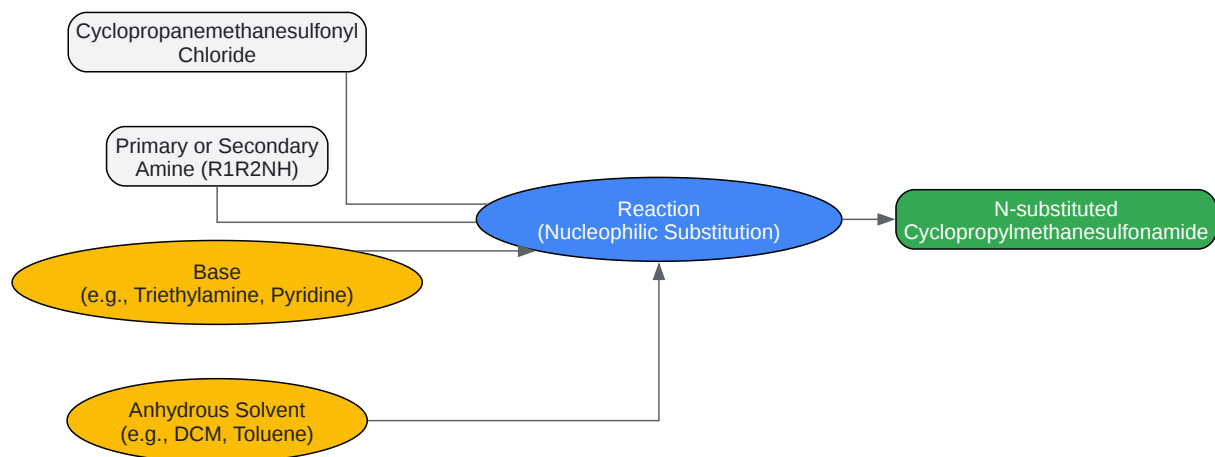 Cyclopropanemethanesulfonyl
Chloride
Primary or Secondary
Amine (R1R2NH)
Reaction
(Nucleophilic Substitution)
N-substituted
Cyclopropylmethanesulfonamide
Base
(e.g., Triethylamine, Pyridine)
Anhydrous Solvent
(e.g., DCM, Toluene)